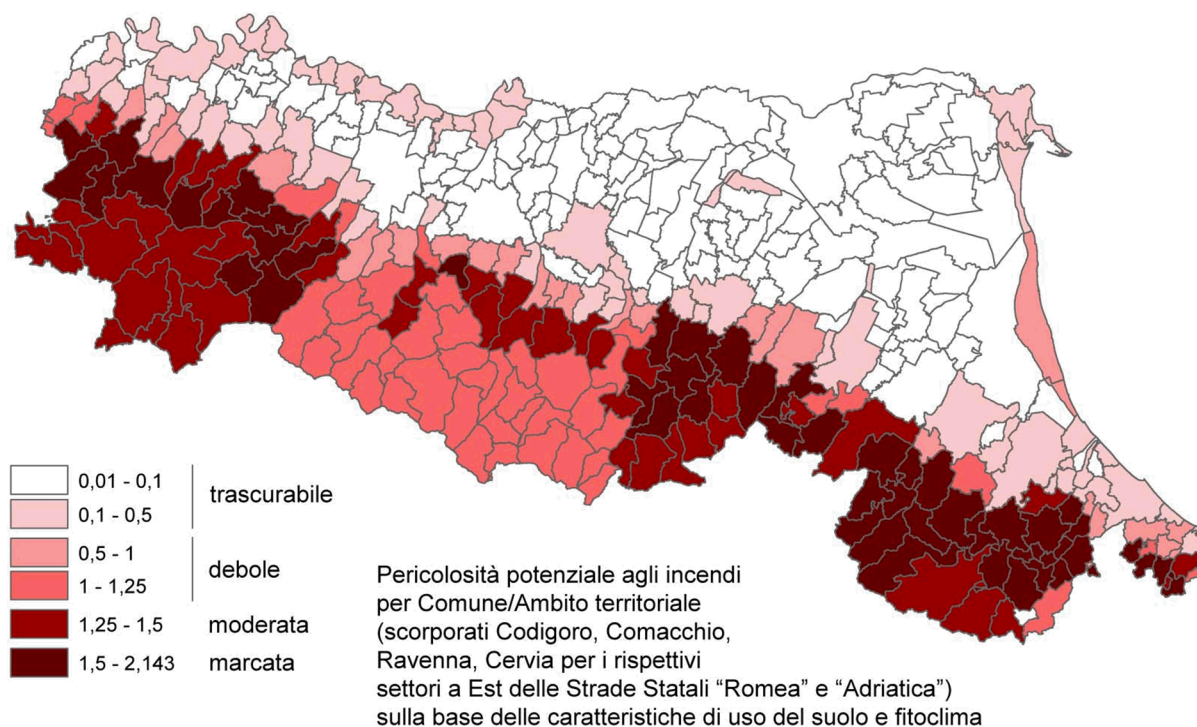 0,01 - 0,1
0,1 - 0,5
trascurabile
0,5 - 1
1 - 1,25
debole
1,25 - 1,5 moderata
1,5 - 2,143 marcata
Pericolosità potenziale agli incendi
per Comune/Ambito territoriale
(scorporati Codigoro, Comacchio,
Ravenna, Cervia per i rispettivi
settori a Est delle Strade Statali “Romea” e “Adriatica”)
sulla base delle caratteristiche di uso del suolo e fitoclima